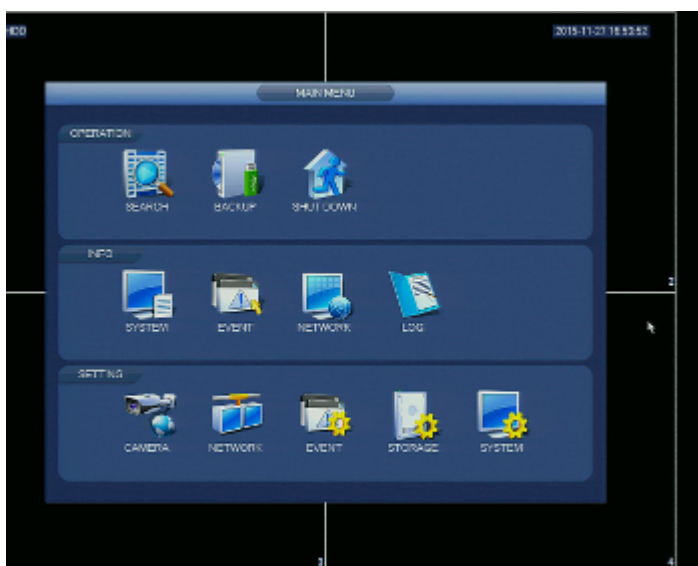 HDD
2015-11-27 16:53:52
MAIN MENU
OPERATION
SEARCH BACKUP SHUTDOWN
INFO
2
SYSTEM EVENT NETWORK LOG
SETTING
CAMERA NETWORK EVENT STORAGE SYSTEM
3 4